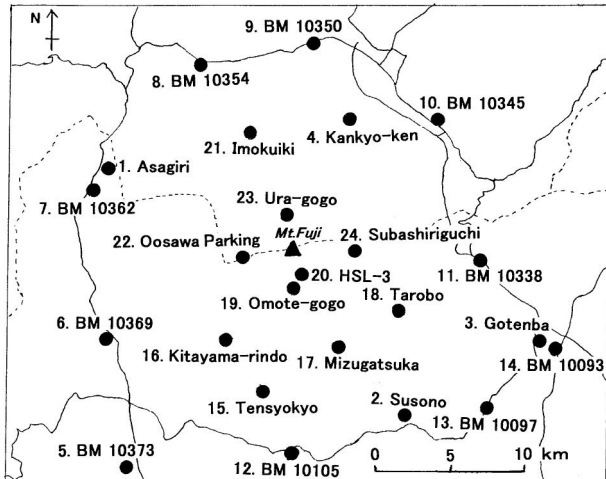 N
9. BM 10350
8. BM 10354
10. BM 10345
21. Imokuiki
4. Kankyo-ken
1. Asagiri
7. BM 10362
23. Ura-gogo
Mt.Fuji
22. Oosawa Parking
24. Subashiriguchi
20. HSL-3
11. BM 10338
19. Omote-gogo
18. Tarobo
6. BM 10369
3. Gotenba
16. Kitayama-rindo
17. Mizugatsuka
14. BM 10093
15. Tensyokyo
2. Susono
13. BM 10097
5. BM 10373
12. BM 10105
0 5 10 km